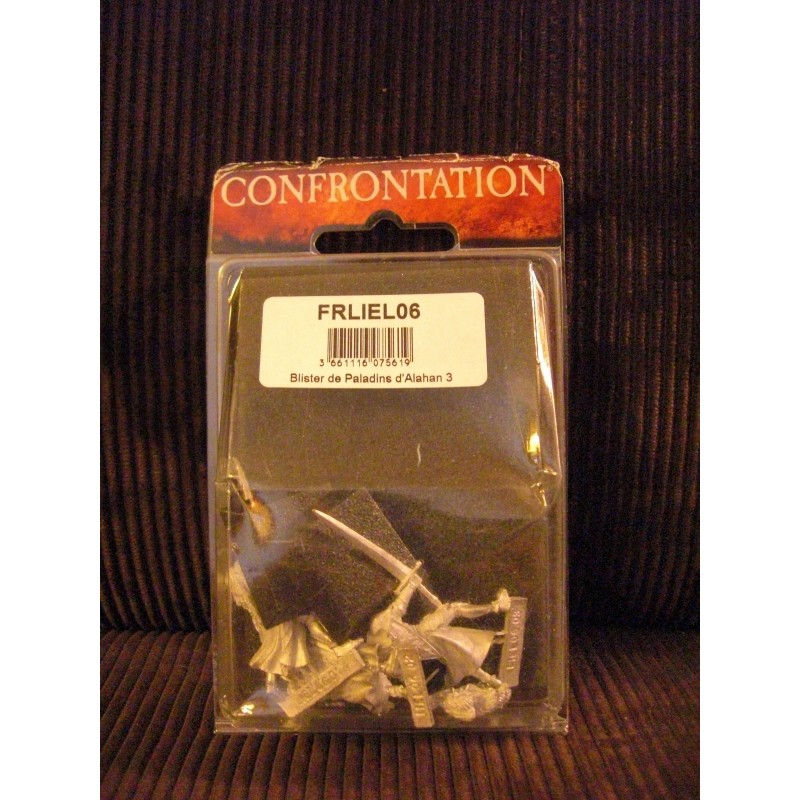 CONFRONTATION®
FRLIEL06
3 661116 075619
Blister de Paladins d'Alahan 3